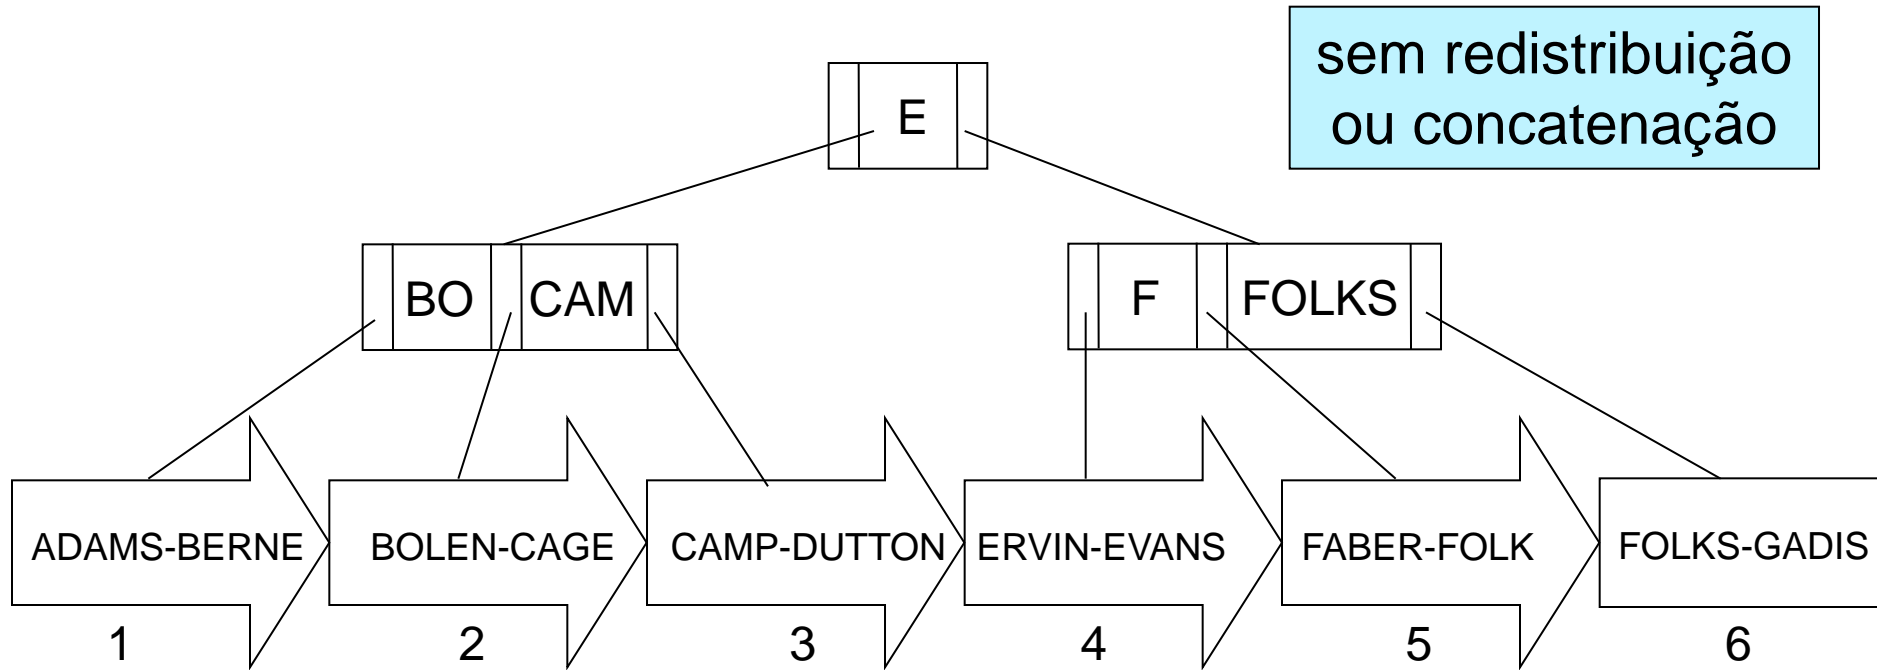 sem redistribuição
ou concatenação
E
BO CAM
F FOLKS
ADAMS-BERNE
BOLEN-CAGE
CAMP-DUTTON
ERVIN-EVANS
FABER-FOLK
FOLKS-GADIS
1
2
3
4
5
6